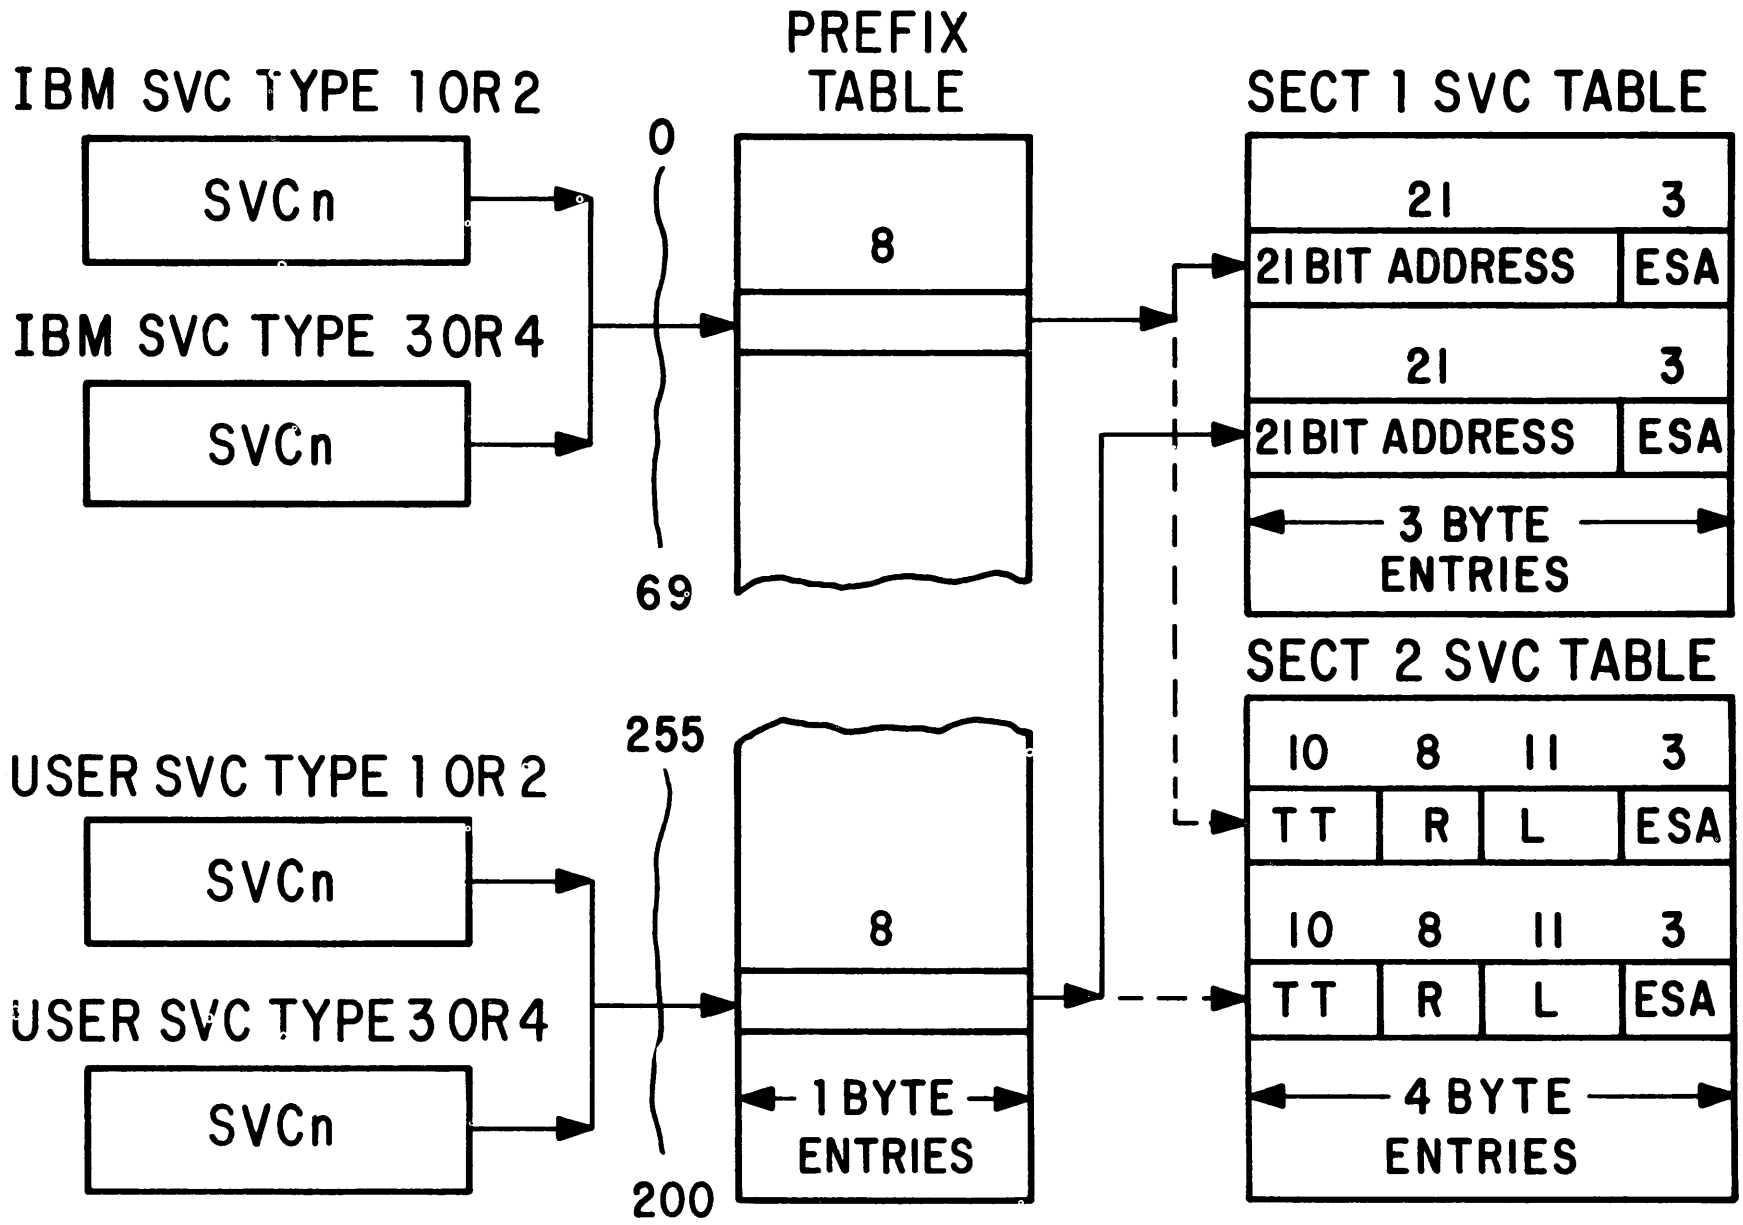 IBM SVC TYPE 1 OR 2
SVCn
IBM SVC TYPE 3 OR 4
SVCn
USER SVC TYPE 1 OR 2
SVCn
USER SVC TYPE 3 OR 4
SVCn
0
69
255
200
PREFIX
TABLE
8
8
1 BYTE
ENTRIES
SECT 1 SVC TABLE
21 3
21 BIT ADDRESS ESA
21 3
21 BIT ADDRESS ESA
3 BYTE
ENTRIES
SECT 2 SVC TABLE
10 8 11 3
TT R L ESA
10 8 11 3
TT R L ESA
4 BYTE
ENTRIES